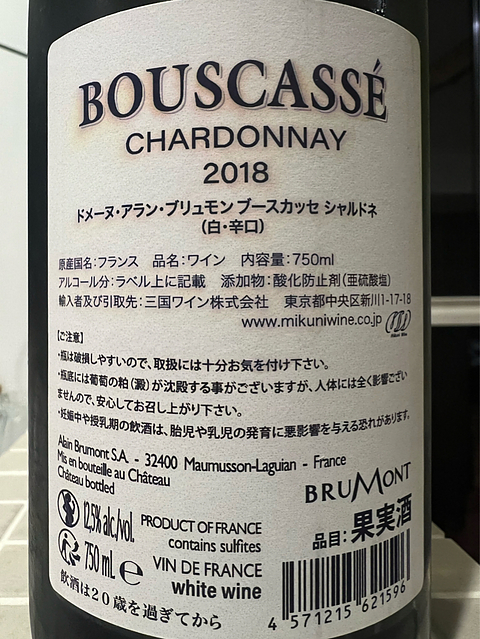 BOUSCASSÉ
CHARDONNAY
2018
ドメーヌ・アラン・ブリュモン ブースカッセ シャルドネ
（白・辛口）
原産国名：フランス 品名：ワイン 内容量：750ml
アルコール分：ラベル上に記載 添加物：酸化防止剤（亜硫酸塩）
輸入者及び引取先：三国ワイン株式会社 東京都中央区新川1-17-18
www.mikuniwine.co.jp
Mikuni Wine
【ご注意】
・瓶は破損しやすいので、取扱には十分お気を付け下さい。
・瓶底には葡萄の粕（澱）が沈殿する事がございますが、人体には全く影響ござい
ませんので、安心してお召し上がり下さい。
・妊娠中や授乳期の飲酒は、胎児や乳児の発育に悪影響を与える恐れがあります。
Alain Brumont S.A. - 32400 Maumusson-Laguian - France
Mis en bouteille au Château
Château bottled
BRUMONT
12,5% alc./vol.
750 mL e
PRODUCT OF FRANCE
contains sulfites
VIN DE FRANCE
white wine
品目：果実酒
飲酒は20歳を過ぎてから
4 571215 621596